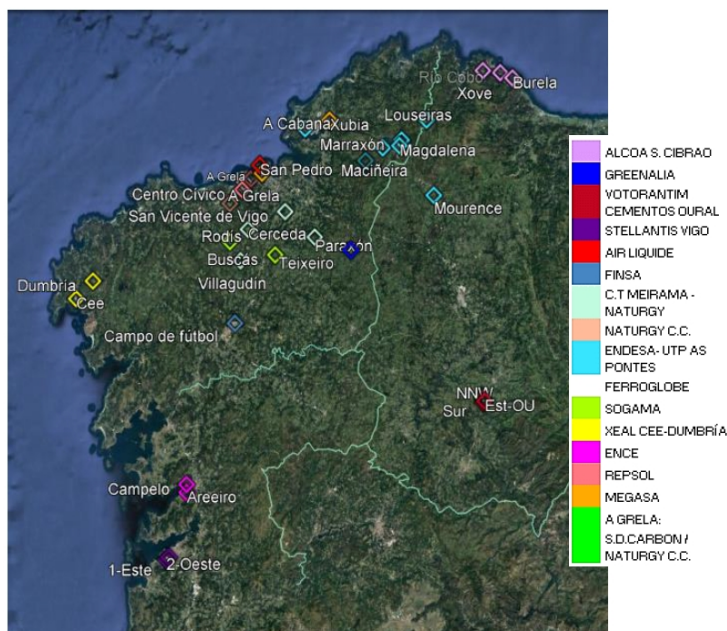 Río Cobo
Xove
Burela
Louseiras
A Cabana
Xubia
Marraxón
Magdalena
Maciñeira
San Pedro
A Grela
Centro Cívico
A Grela
Mourence
San Vicente de Vigo
Rodis
Cerceda
Paraxón
Buscás
Teixeiro
Villagudin
Dumbria
Cee
Campo de fútbol
NNW
Est-OU
Sur
Campelo
Areeiro
1-Este
2-Oeste
ALCOA S. CIBRAO
GREENALIA
VOTORANTIM
CEMENTOS OURAL
STELLANTIS VIGO
AIR LIQUIDE
FINSA
C.T MEIRAMA -
NATURGY
NATURGY C.C.
ENDESA- UTP AS
PONTES
FERROGLOBE
SOGAMA
XEAL CEE-DUMBRÍA
ENCE
REPSOL
MEGASA
A GRELA:
S.D.CARBON /
NATURGY C.C.